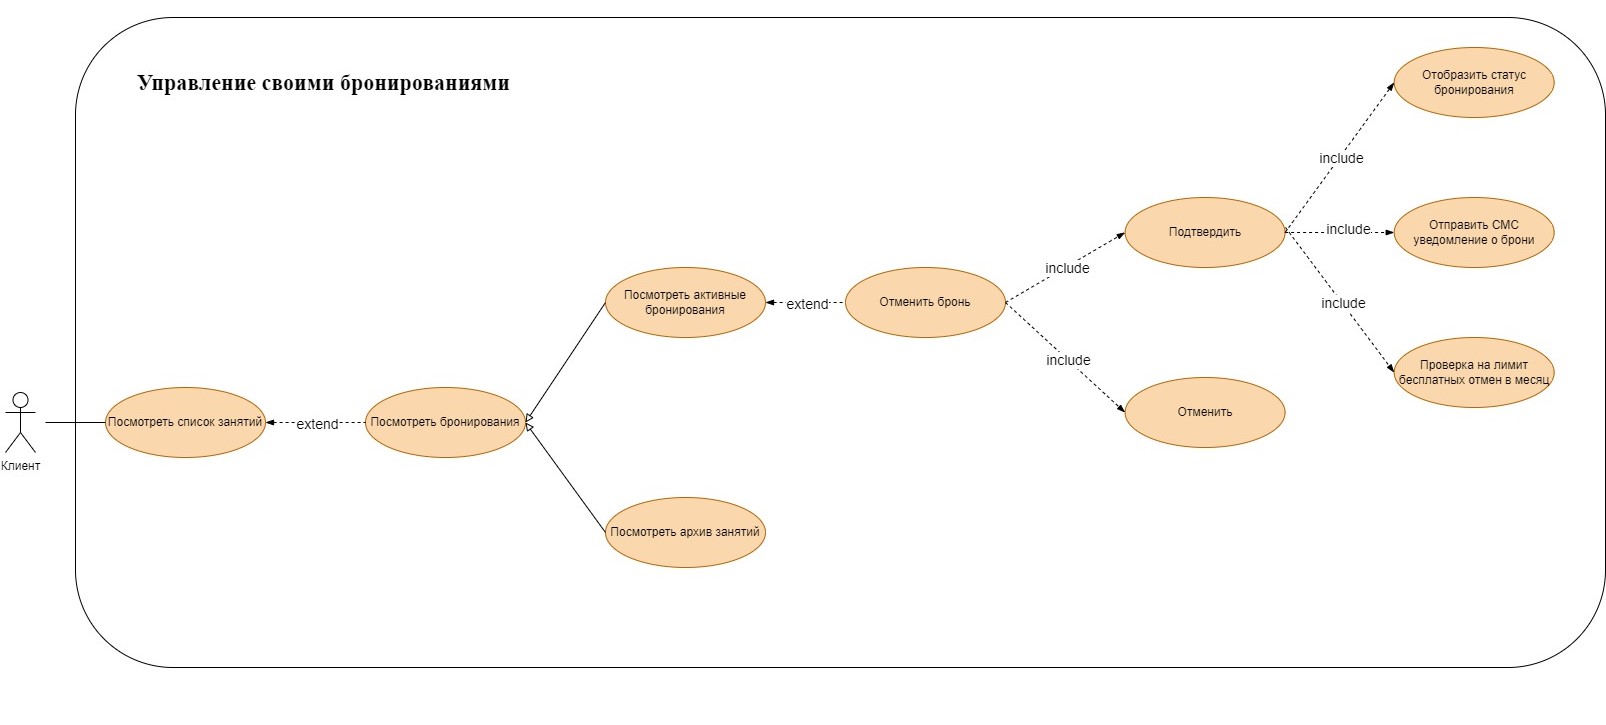 Управление своими бронированиями
Отобразить статус
бронирования
include
Отправить СМС
уведомление о брони
include
Подтвердить
include
include
Проверка на лимит
бесплатных отмен в месяц
Посмотреть активные
бронирования
extend
Отменить бронь
include
Отменить
Клиент
Посмотреть список занятий
extend
Посмотреть бронирования
Посмотреть архив занятий